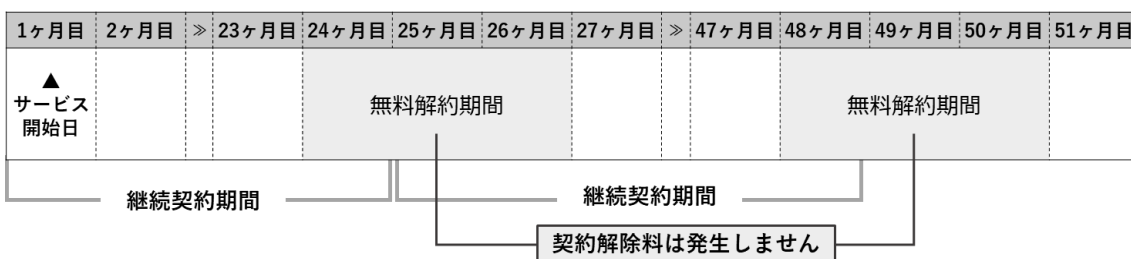 1ヶ月目 2ヶ月目 ≫ 23ヶ月目 24ヶ月目 25ヶ月目 26ヶ月目 27ヶ月目 ≫ 47ヶ月目 48ヶ月目 49ヶ月目 50ヶ月目 51ヶ月目
▲
サービス
開始日
無料解約期間 無料解約期間
継続契約期間 継続契約期間
契約解除料は発生しません